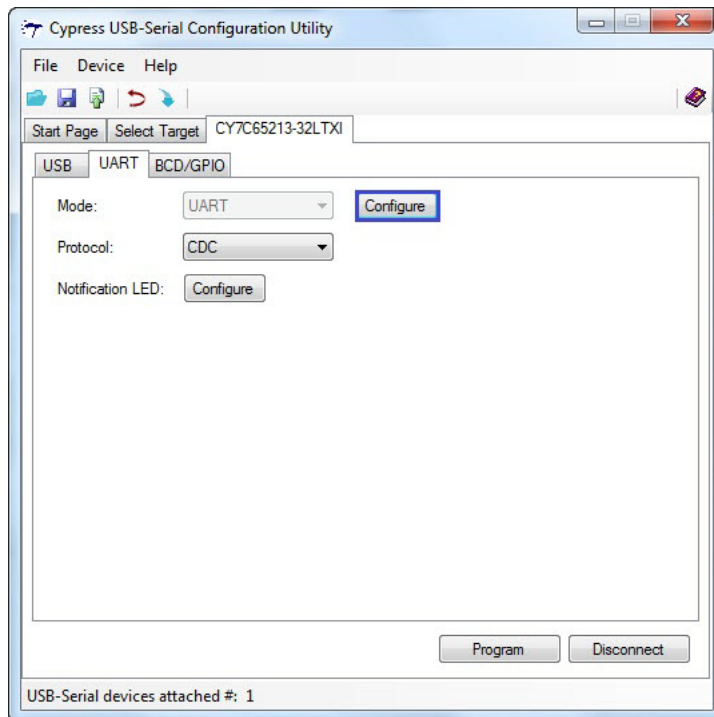 Cypress USB-Serial Configuration Utility
File Device Help
Start Page Select Target CY7C65213-32LTXI
USB UART BCD/GPIO
Mode: UART Configure
Protocol: CDC
Notification LED: Configure
Program Disconnect
USB-Serial devices attached #: 1